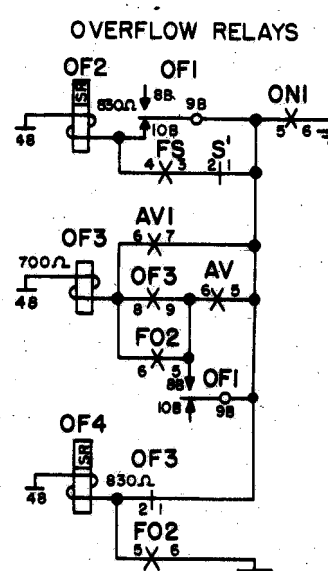 OVERFLOW RELAYS
OF2 OF1
SR 8B 9B ON1
830Ω 10B 5 6
48 FS S'
4 3 2 1
AV1
6 7
OF3
700Ω OF3 AV
48 8 9 6 5
FO2
6 5
8B OF1
10B 9B
OF4
SR OF3
830Ω
48 2 1
FO2
5 6